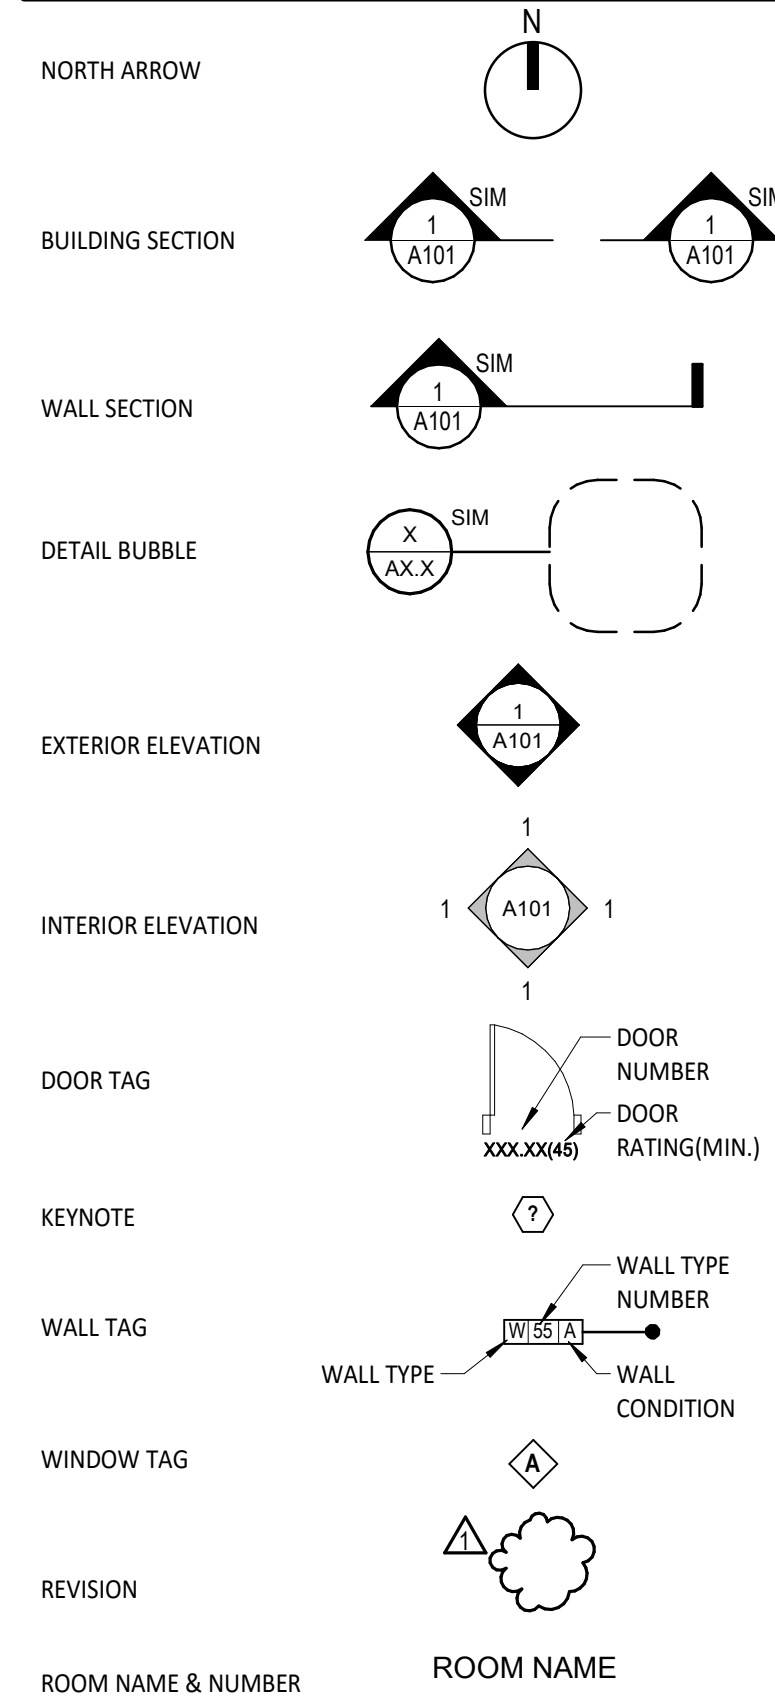 N
NORTH ARROW
SIM
1
A101
1
A101
BUILDING SECTION
SIM
1
A101
WALL SECTION
SIM
X
AX.X
DETAIL BUBBLE
1
A101
EXTERIOR ELEVATION
1
1
A101
1
1
INTERIOR ELEVATION
DOOR
NUMBER
DOOR TAG
DOOR
RATING(MIN.)
XXX.XX(45)
KEYNOTE
?
WALL TYPE
NUMBER
WALL TAG
W 55 A
WALL TYPE
WALL
CONDITION
WINDOW TAG
A
1
REVISION
ROOM NAME
ROOM NAME & NUMBER